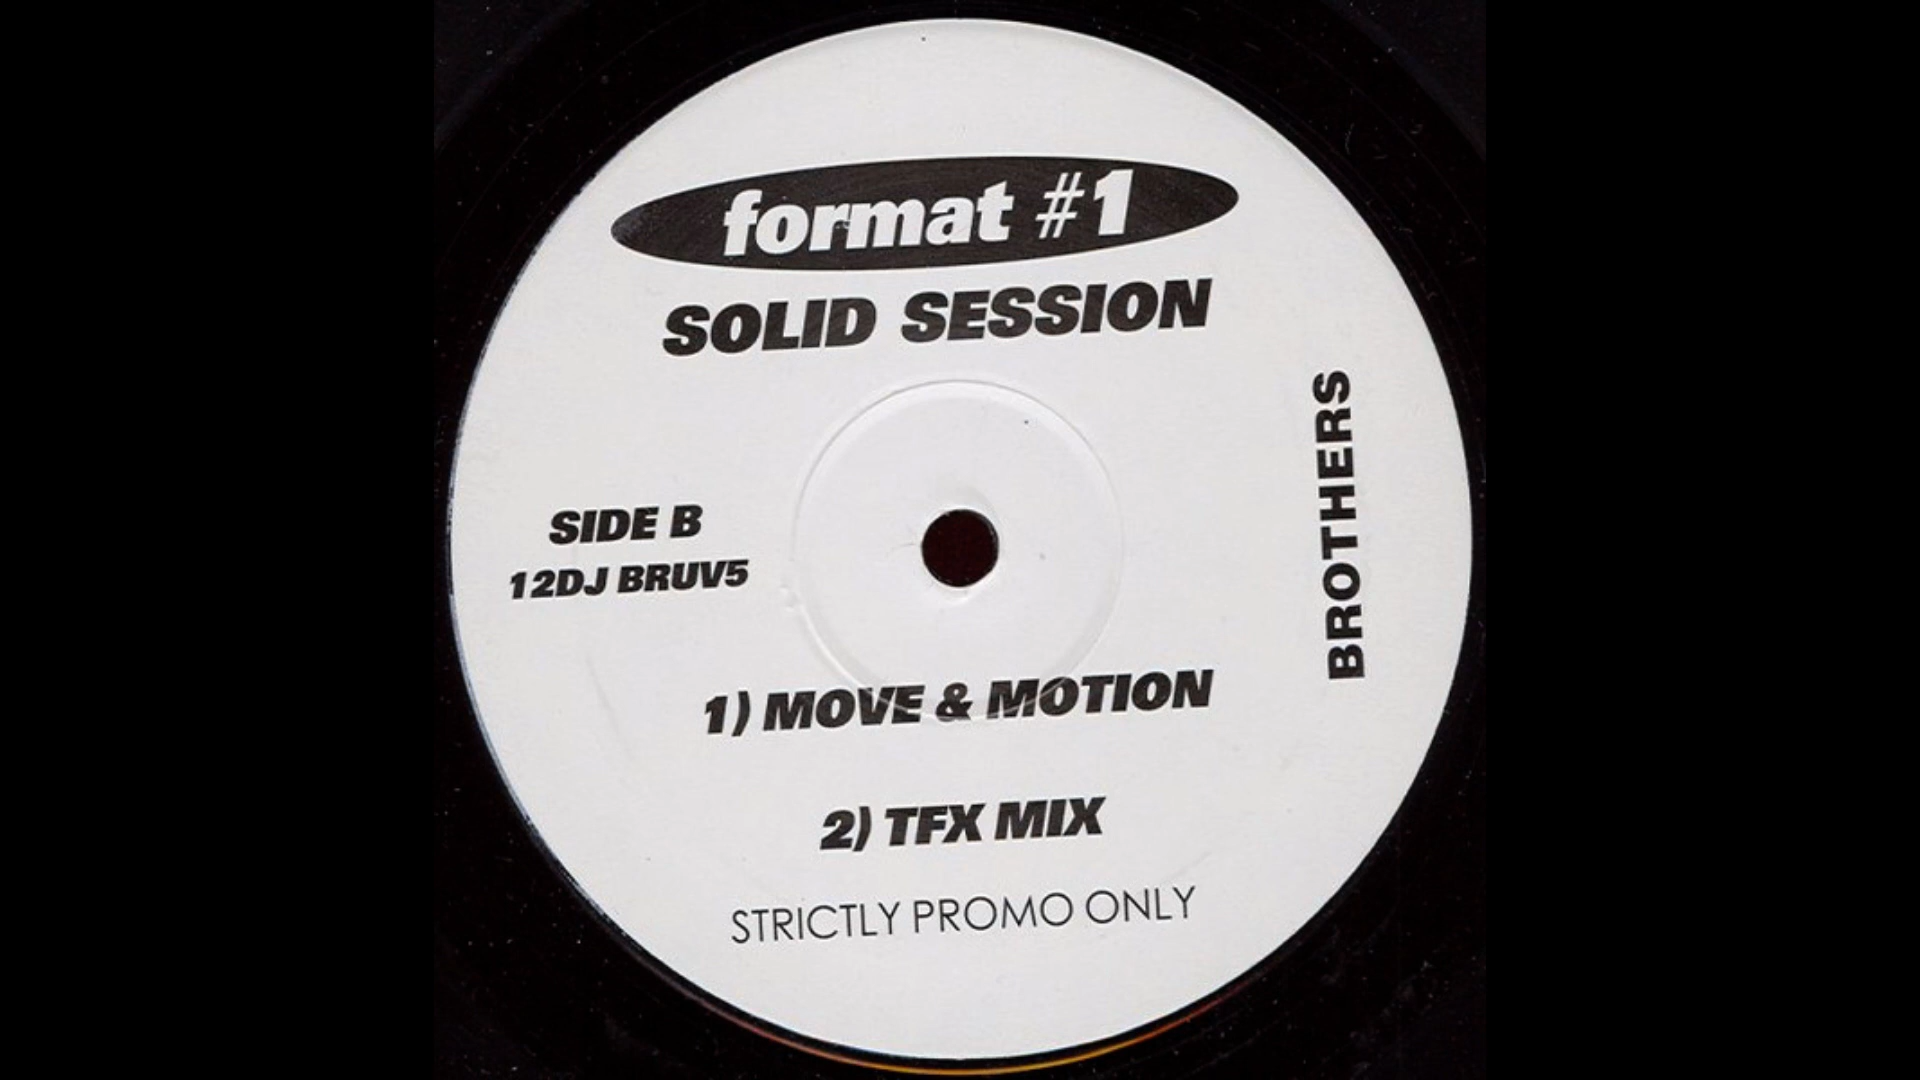 format #1
SOLID SESSION
BROTHERS
SIDE B
12DJ BRUV5
1) MOVE & MOTION
2) TFX MIX
STRICTLY PROMO ONLY